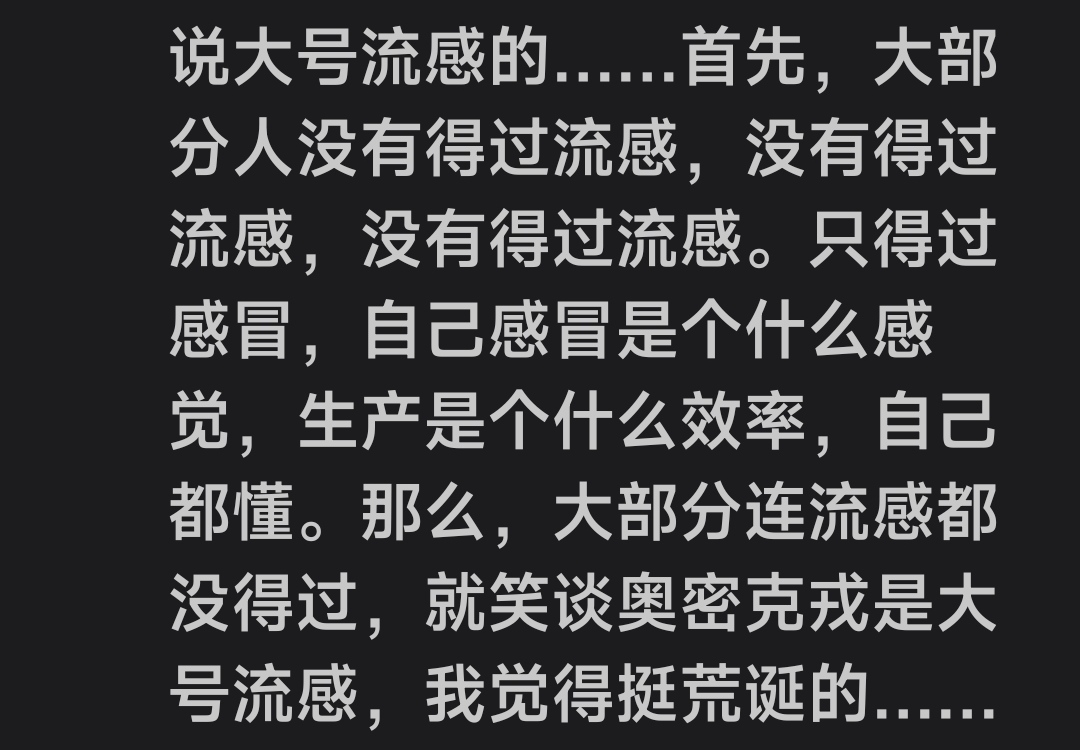 说大号流感的……首先，大部
分人没有得过流感，没有得过
流感，没有得过流感。只得过
感冒，自己感冒是个什么感
觉，生产是个什么效率，自己
都懂。那么，大部分连流感都
没得过，就笑谈奥密克戎是大
号流感，我觉得挺荒诞的……